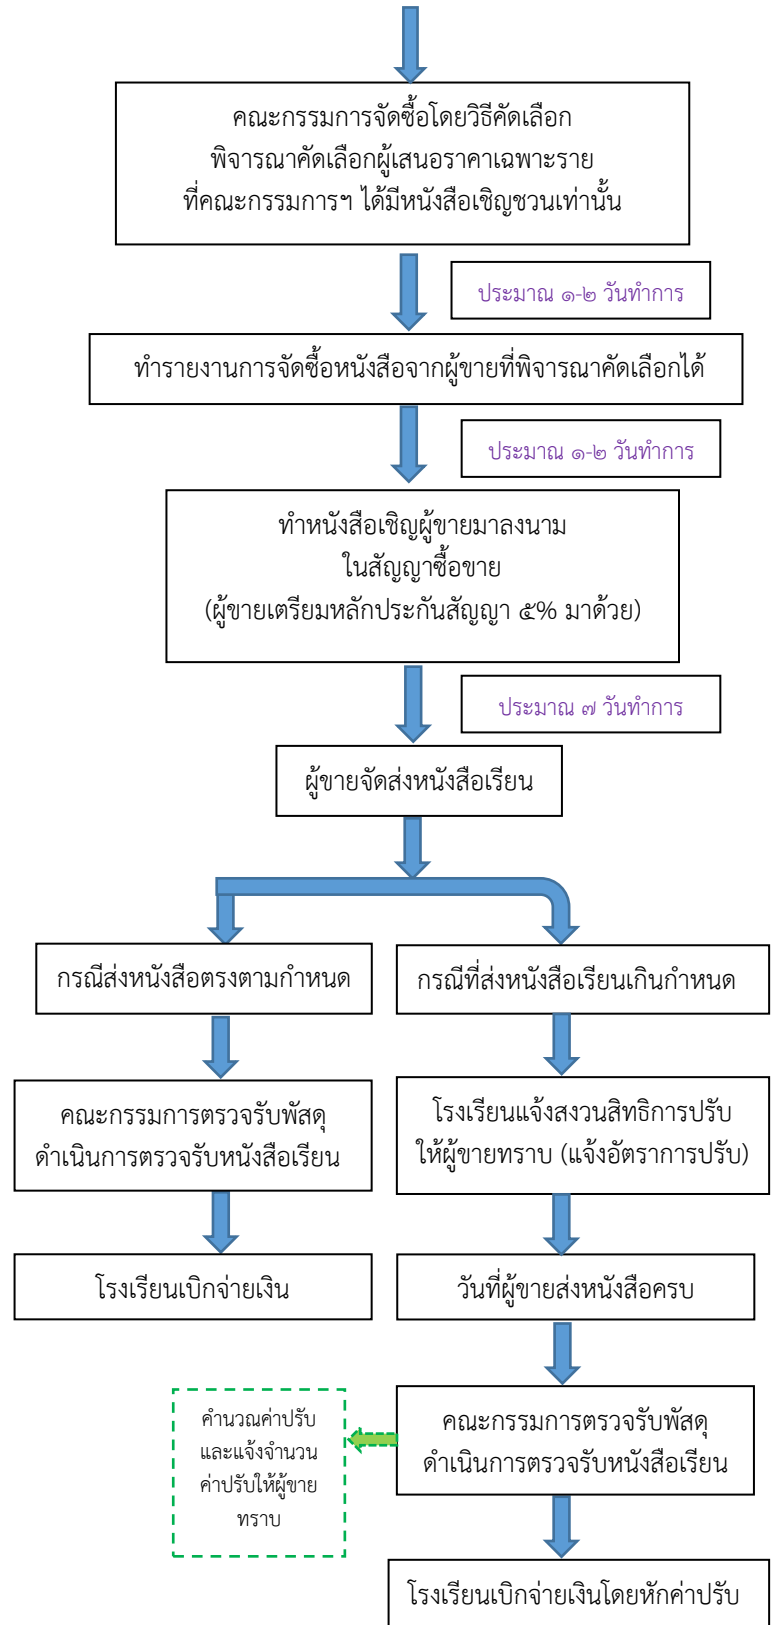 คณะกรรมการจัดซื้อโดยวิธีคัดเลือก
พิจารณาคัดเลือกผู้เสนอราคาเฉพาะราย
ที่คณะกรรมการฯ ได้มีหนังสือเชิญชวนเท่านั้น
ประมาณ ๑-๒ วันทำการ
ทำรายงานการจัดซื้อหนังสือจากผู้ขายที่พิจารณาคัดเลือกได้
ประมาณ ๑-๒ วันทำการ
ทำหนังสือเชิญผู้ขายมาลงนาม
ในสัญญาซื้อขาย
(ผู้ขายเตรียมหลักประกันสัญญา ๕% มาด้วย)
ประมาณ ๗ วันทำการ
ผู้ขายจัดส่งหนังสือเรียน
กรณีส่งหนังสือตรงตามกำหนด
คณะกรรมการตรวจรับพัสดุ
ดำเนินการตรวจรับหนังสือเรียน
โรงเรียนเบิกจ่ายเงิน
กรณีที่ส่งหนังสือเรียนเกินกำหนด
โรงเรียนแจ้งสงวนสิทธิการปรับ
ให้ผู้ขายทราบ (แจ้งอัตราการปรับ)
วันที่ผู้ขายส่งหนังสือครบ
คณะกรรมการตรวจรับพัสดุ
ดำเนินการตรวจรับหนังสือเรียน
คำนวณค่าปรับ
และแจ้งจำนวน
ค่าปรับให้ผู้ขาย
ทราบ
โรงเรียนเบิกจ่ายเงินโดยหักค่าปรับ